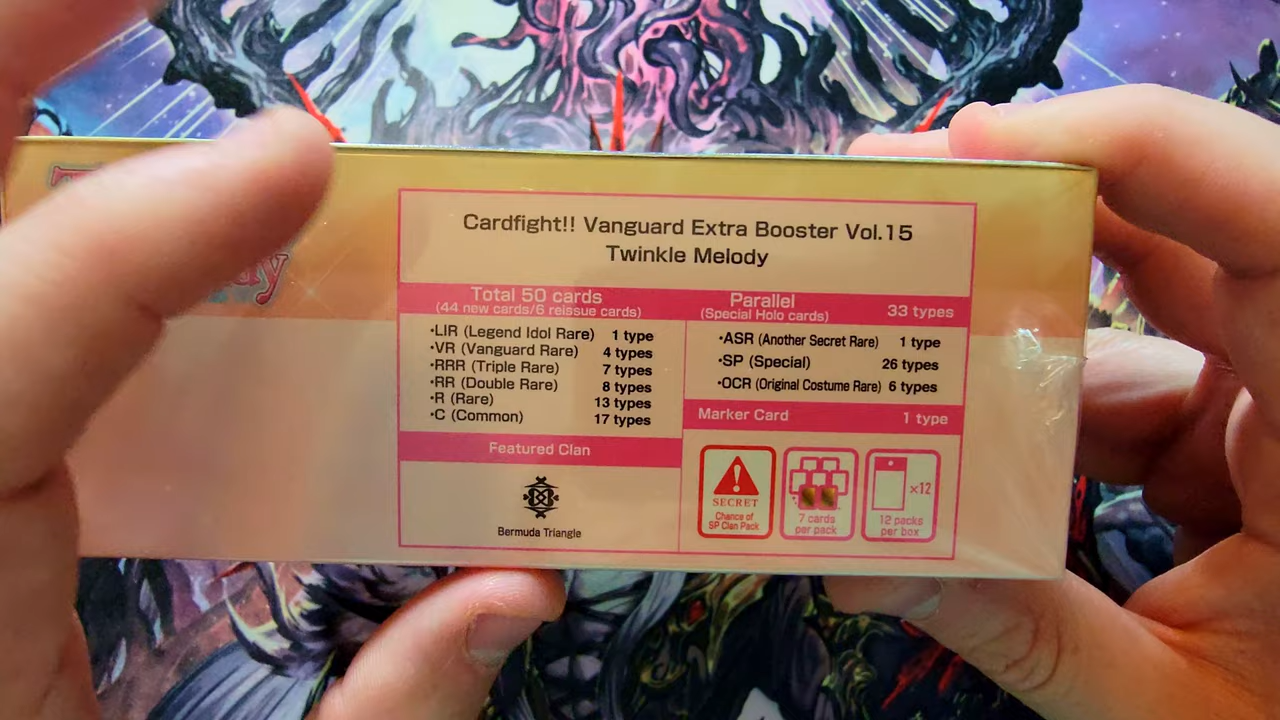 Cardfight!! Vanguard Extra Booster Vol.15
Twinkle Melody
Total 50 cards
(44 new cards/6 reissue cards)
•LIR (Legend Idol Rare) 1 type
•VR (Vanguard Rare) 4 types
•RRR (Triple Rare) 7 types
•RR (Double Rare) 8 types
•R (Rare) 13 types
•C (Common) 17 types
Featured Clan
Bermuda Triangle
Parallel 33 types
(Special Holo cards)
•ASR (Another Secret Rare) 1 type
•SP (Special) 26 types
•OCR (Original Costume Rare) 6 types
Marker Card 1 type
SECRET
Chance of
SP Clan Pack
7 cards
per pack
×12
12 packs
per box